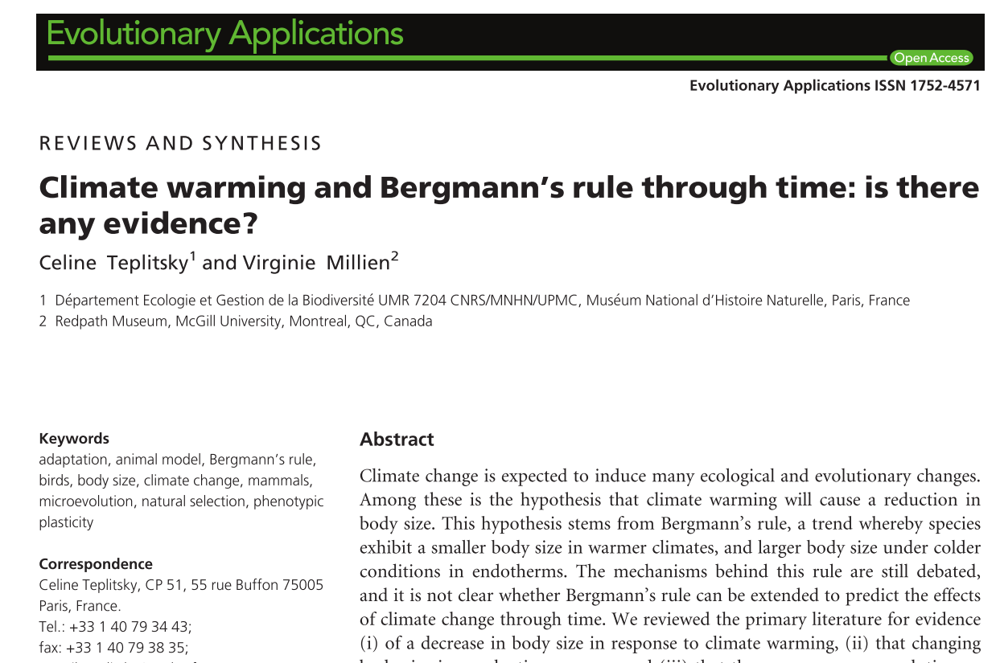 Evolutionary Applications
Open Access
Evolutionary Applications ISSN 1752-4571
REVIEWS AND SYNTHESIS
Climate warming and Bergmann’s rule through time: is there
any evidence?
Celine Teplitsky1 and Virginie Millien2
1 Département Ecologie et Gestion de la Biodiversité UMR 7204 CNRS/MNHN/UPMC, Muséum National d’Histoire Naturelle, Paris, France
2 Redpath Museum, McGill University, Montreal, QC, Canada
Keywords
adaptation, animal model, Bergmann’s rule,
birds, body size, climate change, mammals,
microevolution, natural selection, phenotypic
plasticity
Correspondence
Celine Teplitsky, CP 51, 55 rue Buffon 75005
Paris, France.
Tel.: +33 1 40 79 34 43;
fax: +33 1 40 79 38 35;
Abstract
Climate change is expected to induce many ecological and evolutionary changes.
Among these is the hypothesis that climate warming will cause a reduction in
body size. This hypothesis stems from Bergmann’s rule, a trend whereby species
exhibit a smaller body size in warmer climates, and larger body size under colder
conditions in endotherms. The mechanisms behind this rule are still debated,
and it is not clear whether Bergmann’s rule can be extended to predict the effects
of climate change through time. We reviewed the primary literature for evidence
(i) of a decrease in body size in response to climate warming, (ii) that changing